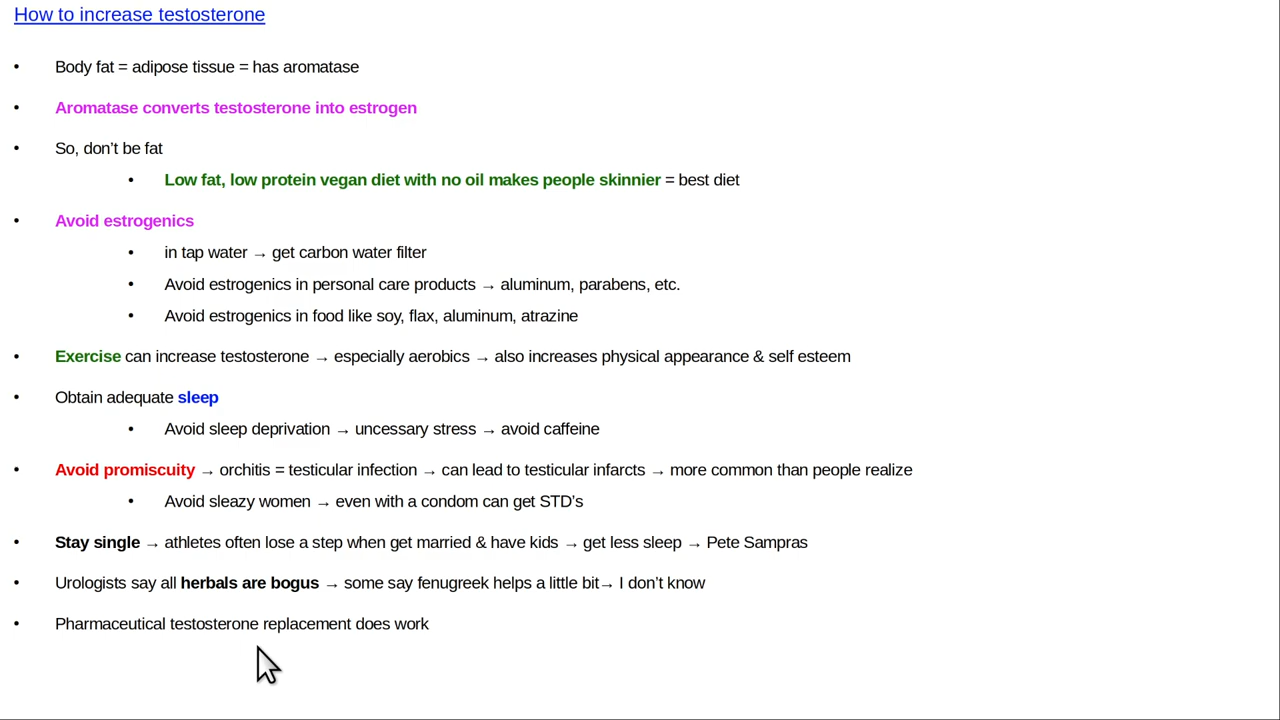 How to increase testosterone
• Body fat = adipose tissue = has aromatase
• Aromatase converts testosterone into estrogen
• So, don’t be fat
• Low fat, low protein vegan diet with no oil makes people skinnier = best diet
• Avoid estrogenics
• in tap water → get carbon water filter
• Avoid estrogenics in personal care products → aluminum, parabens, etc.
• Avoid estrogenics in food like soy, flax, aluminum, atrazine
• Exercise can increase testosterone → especially aerobics → also increases physical appearance & self esteem
• Obtain adequate sleep
• Avoid sleep deprivation → uncessary stress → avoid caffeine
• Avoid promiscuity → orchitis = testicular infection → can lead to testicular infarcts → more common than people realize
• Avoid sleazy women → even with a condom can get STD’s
• Stay single → athletes often lose a step when get married & have kids → get less sleep → Pete Sampras
• Urologists say all herbals are bogus → some say fenugreek helps a little bit→ I don’t know
• Pharmaceutical testosterone replacement does work